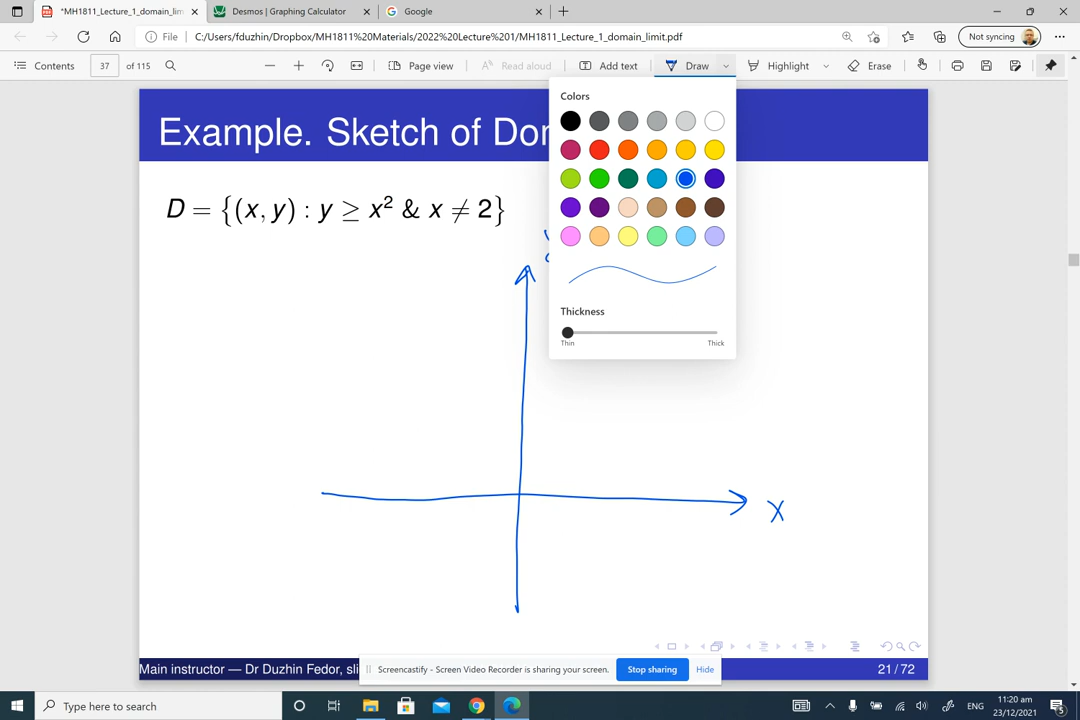 *MH1811_Lecture_1_domain_lim
Desmos | Graphing Calculator
Google
File
C:/Users/fduzhin/Dropbox/MH1811%20Materials/2022%20Lecture%201/MH1811_Lecture_1_domain_limit.pdf
Not syncing
Contents
37 of 115
Page view
Read aloud
Add text
Draw
Highlight
Erase
Colors
Thickness
Thin
Thick
Example. Sketch of Do
D = {(x, y) : y ≥ x² & x ≠ 2}
x
Main instructor — Dr Duzhin Fedor, sli
21 / 72
Screencastify - Screen Video Recorder is sharing your screen.
Stop sharing
Hide
Type here to search
ENG
11:20 am
23/12/2021
5